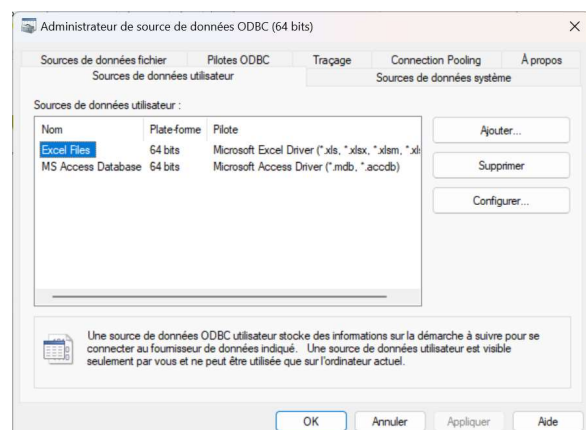 Administrateur de source de données ODBC (64 bits)
Sources de données fichier Pilotes ODBC Traçage Connection Pooling À propos
Sources de données utilisateur Sources de données système
Sources de données utilisateur :
Nom Plate-forme Pilote
Excel Files 64 bits Microsoft Excel Driver (*.xls, *.xlsx, *.xlsm, *.xl
MS Access Database 64 bits Microsoft Access Driver (*.mdb, *.accdb)
Ajouter...
Supprimer
Configurer...
Une source de données ODBC utilisateur stocke des informations sur la démarche à suivre pour se
connecter au fournisseur de données indiqué. Une source de données utilisateur est visible
seulement par vous et ne peut être utilisée que sur l'ordinateur actuel.
OK Annuler Appliquer Aide